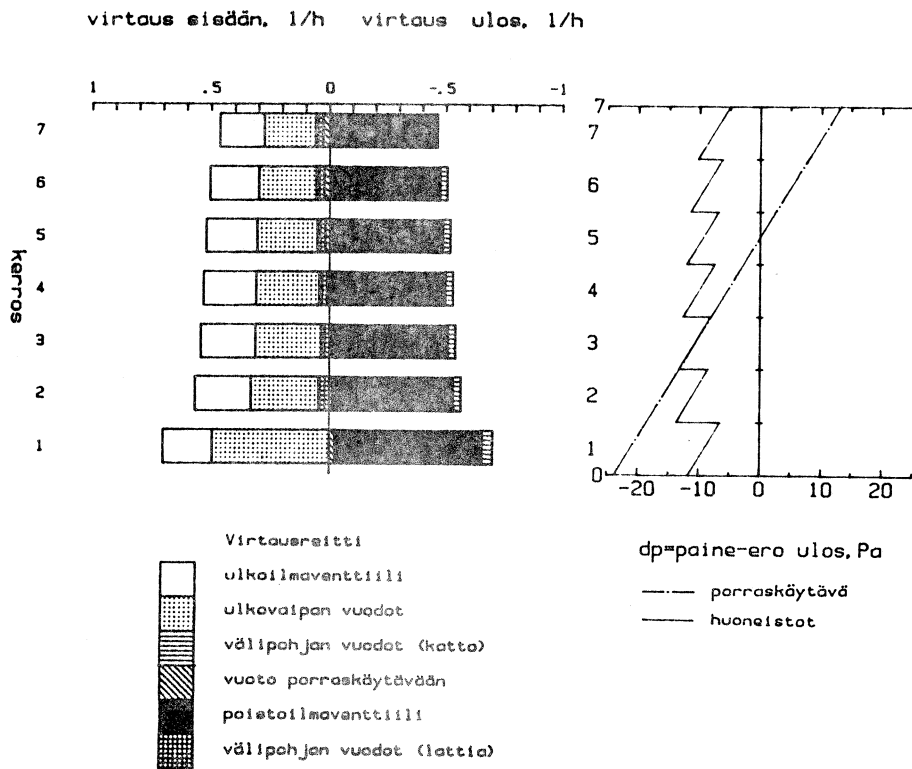 virtaus sisään, 1/h virtaus ulos, 1/h
1 .5 0 -.5 -1
7
6
5
4
3
2
1
kerros
7
7
6
5
4
3
2
1
0
-20 -10 0 10 20
dp=paine-ero ulos, Pa
porraskäytävä
huoneistot
Virtausreitti
ulkoilmaventtiili
ulkovaipan vuodot
välipohjan vuodot (katto)
vuoto porraskäytävään
poistoilmaventtiili
välipohjan vuodot (lattia)